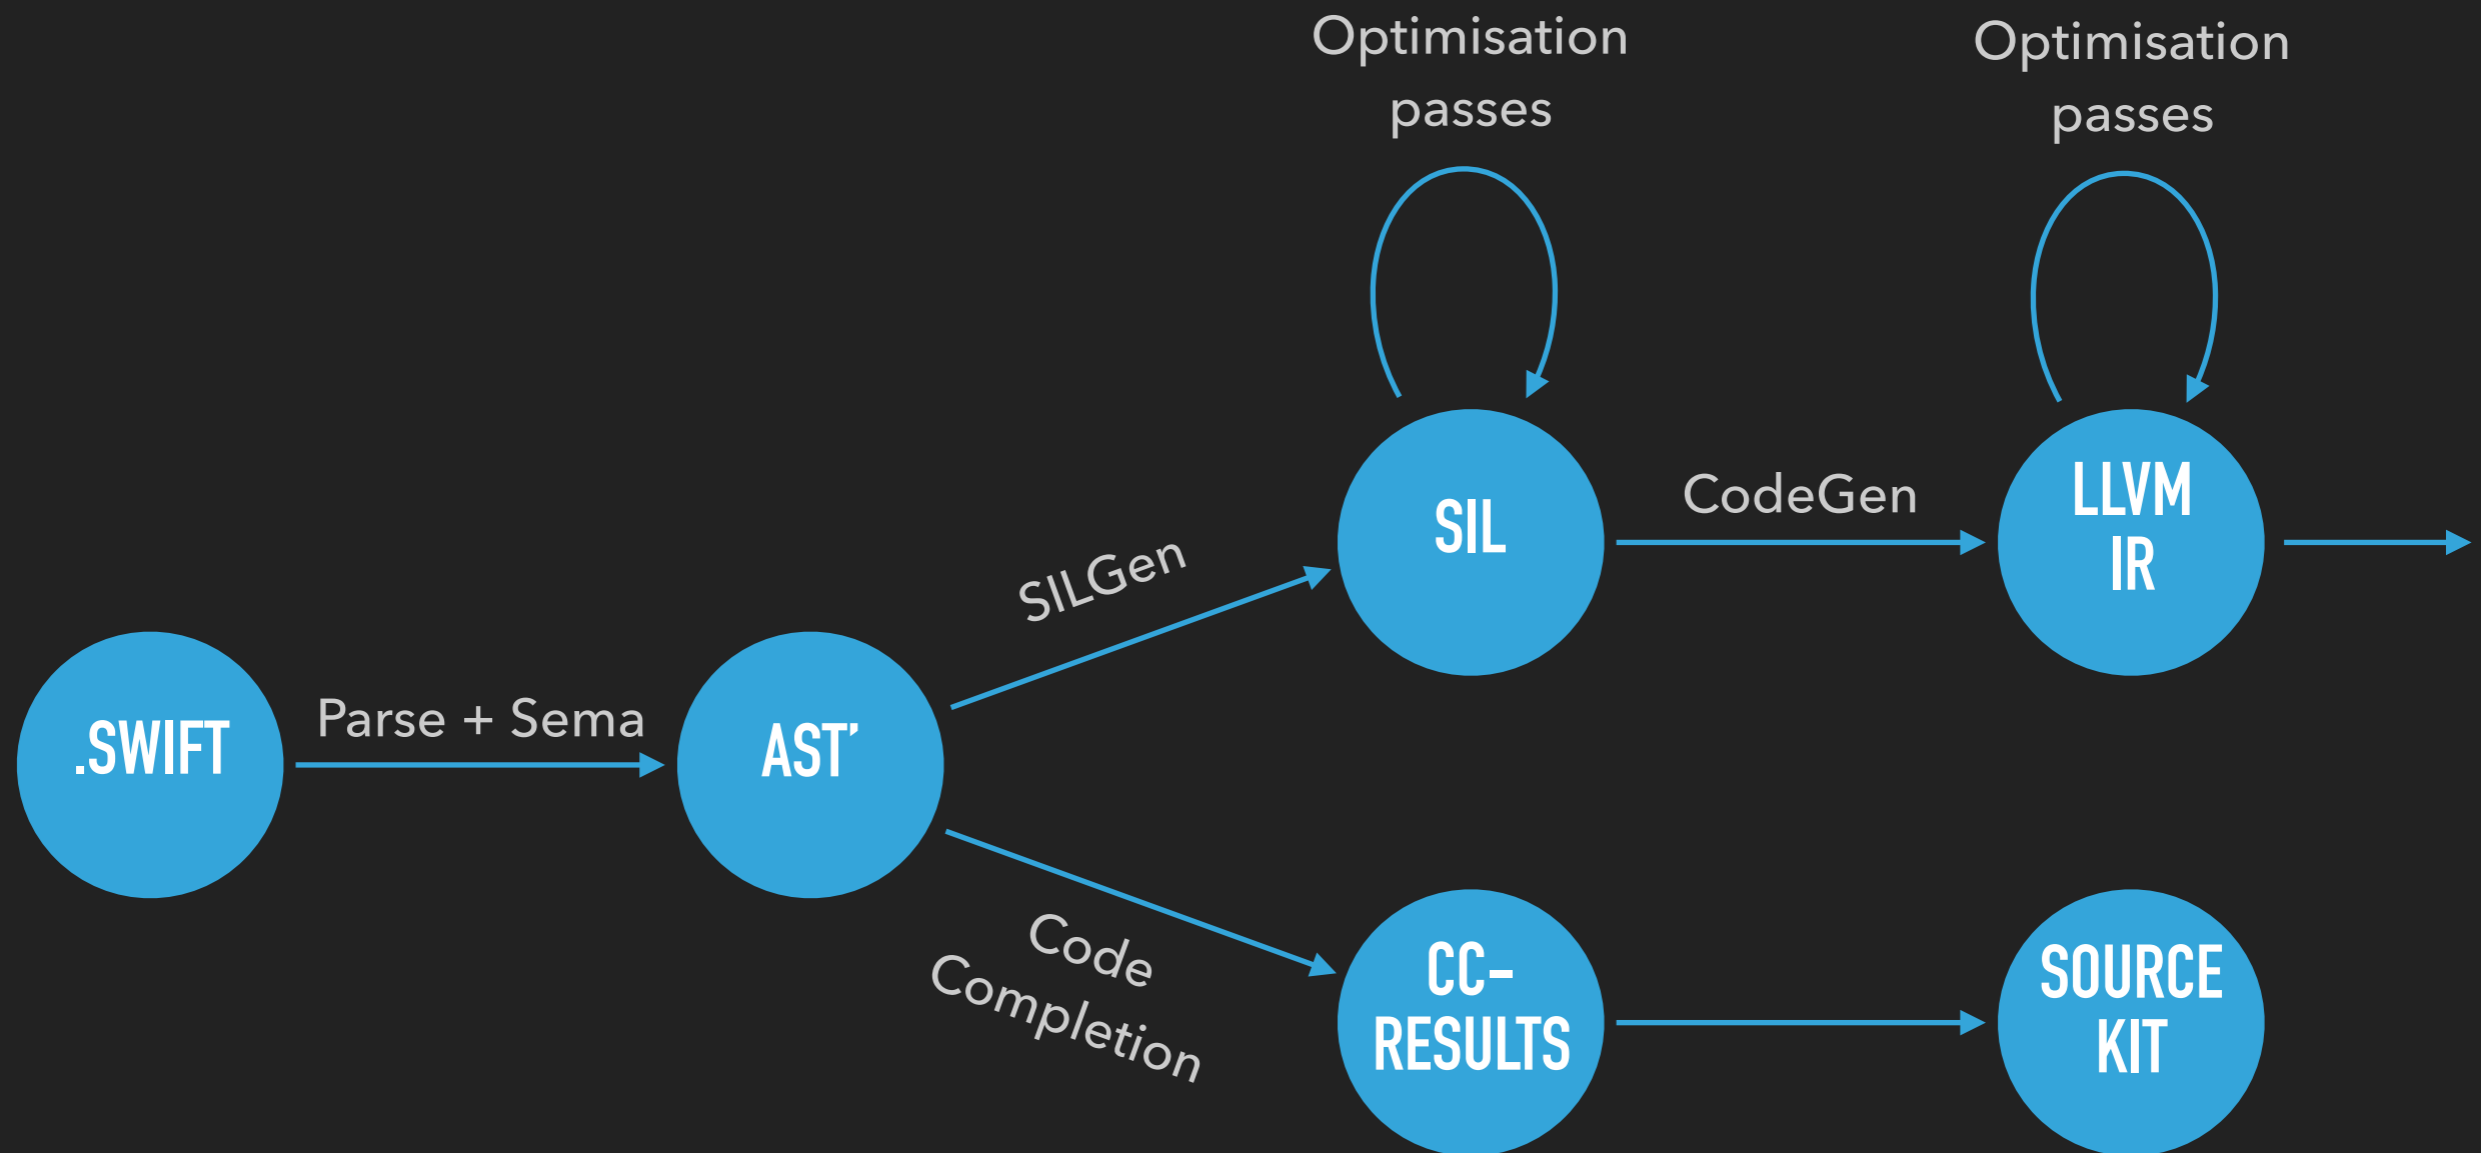 Optimisation
passes
Optimisation
passes
SILGen
SIL
CodeGen
LLVM
IR
.SWIFT
Parse + Sema
AST’
Code
Completion
CC-
RESULTS
SOURCE
KIT